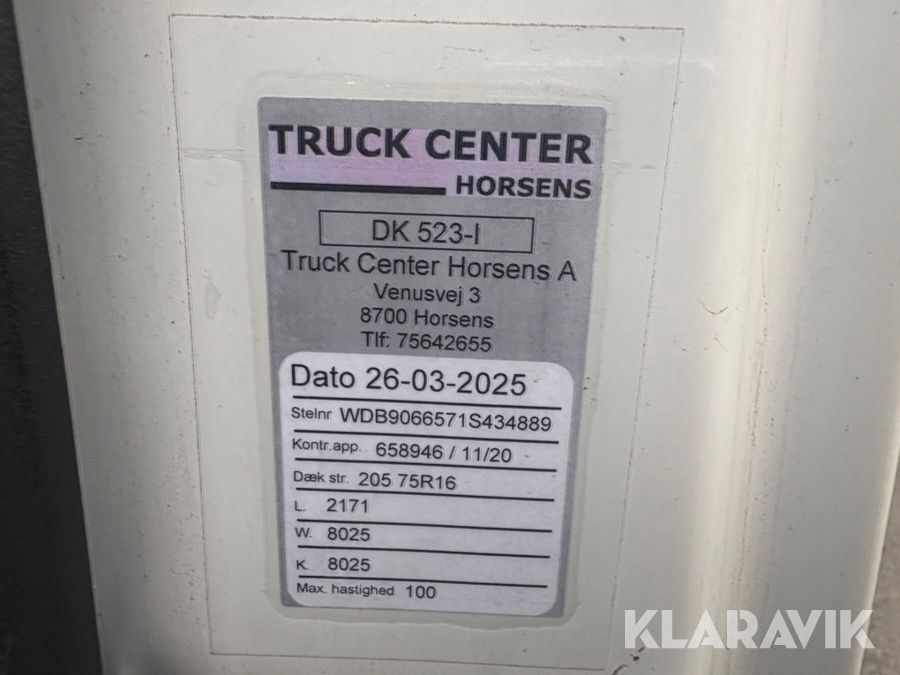 TRUCK CENTER
HORSENS
DK 523-I
Truck Center Horsens A
Venusvej 3
8700 Horsens
Tlf: 75642655
Dato 26-03-2025
Stelnr WDB9066571S434889
Kontr.app. 658946 / 11/20
Dæk str. 205 75R16
L. 2171
W. 8025
K. 8025
Max. hastighed 100
KLARAVIK